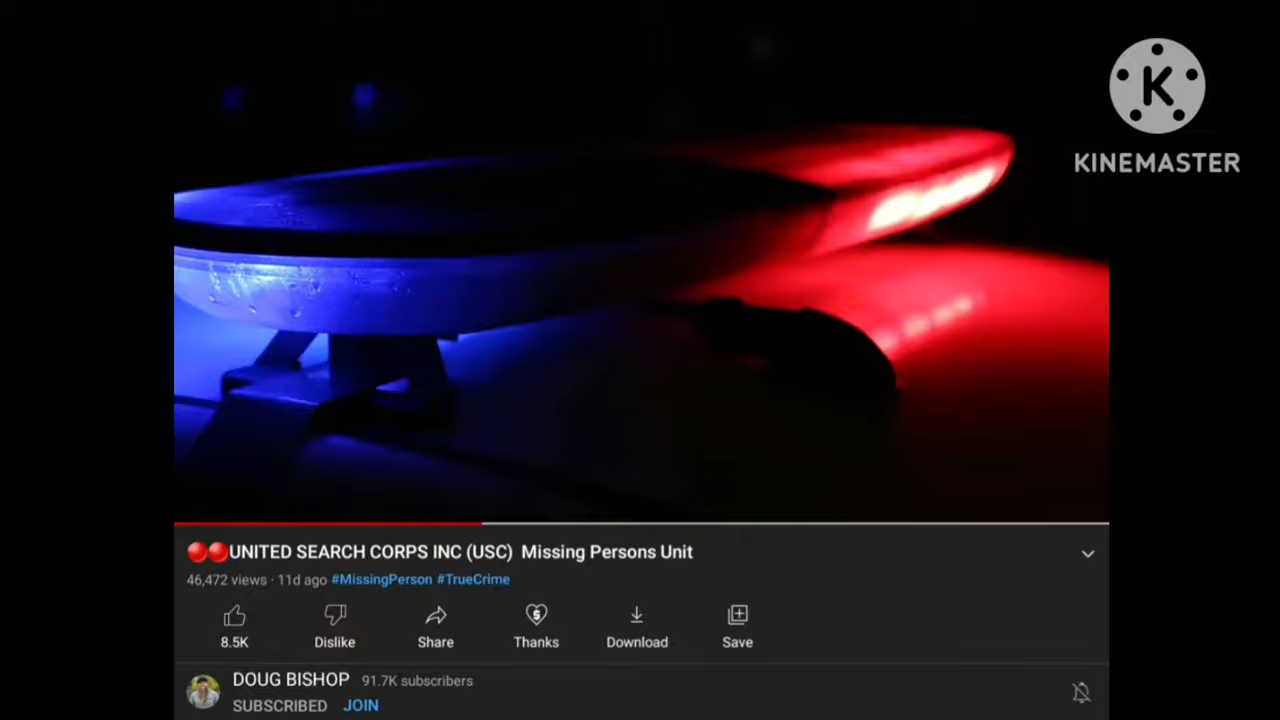 K
KINEMASTER
UNITED SEARCH CORPS INC (USC) Missing Persons Unit
46,472 views · 11d ago #MissingPerson #TrueCrime
8.5K Dislike Share Thanks Download Save
DOUG BISHOP 91.7K subscribers
SUBSCRIBED JOIN